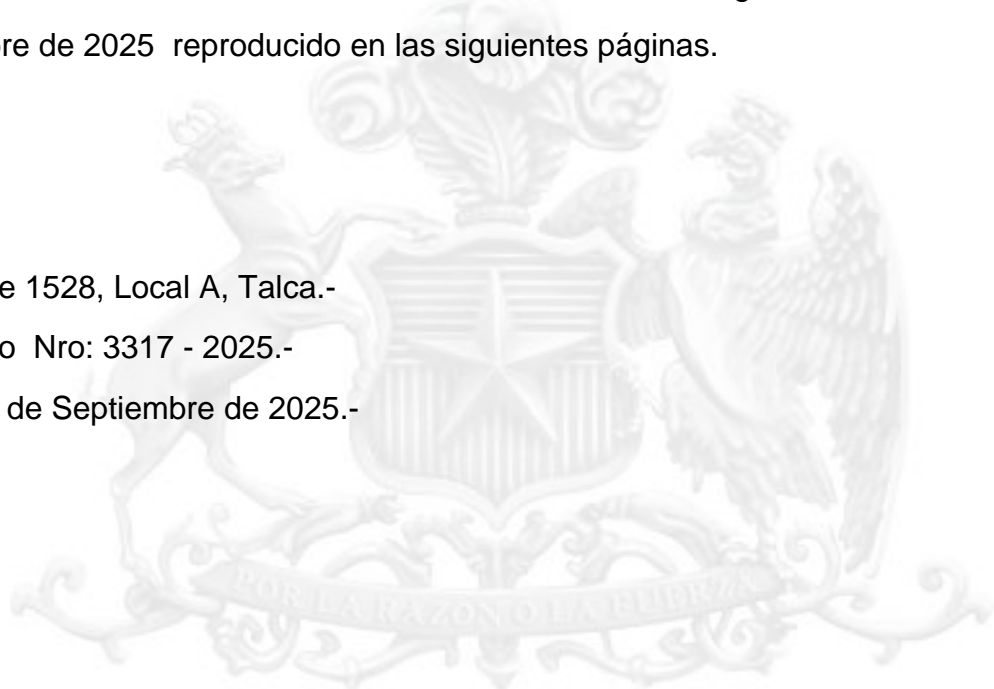 re de 2025 reproducido en las siguientes páginas.
e 1528, Local A, Talca.-
o Nro: 3317 - 2025.-
de Septiembre de 2025.-
POR LA RAZON O LA FUERZA